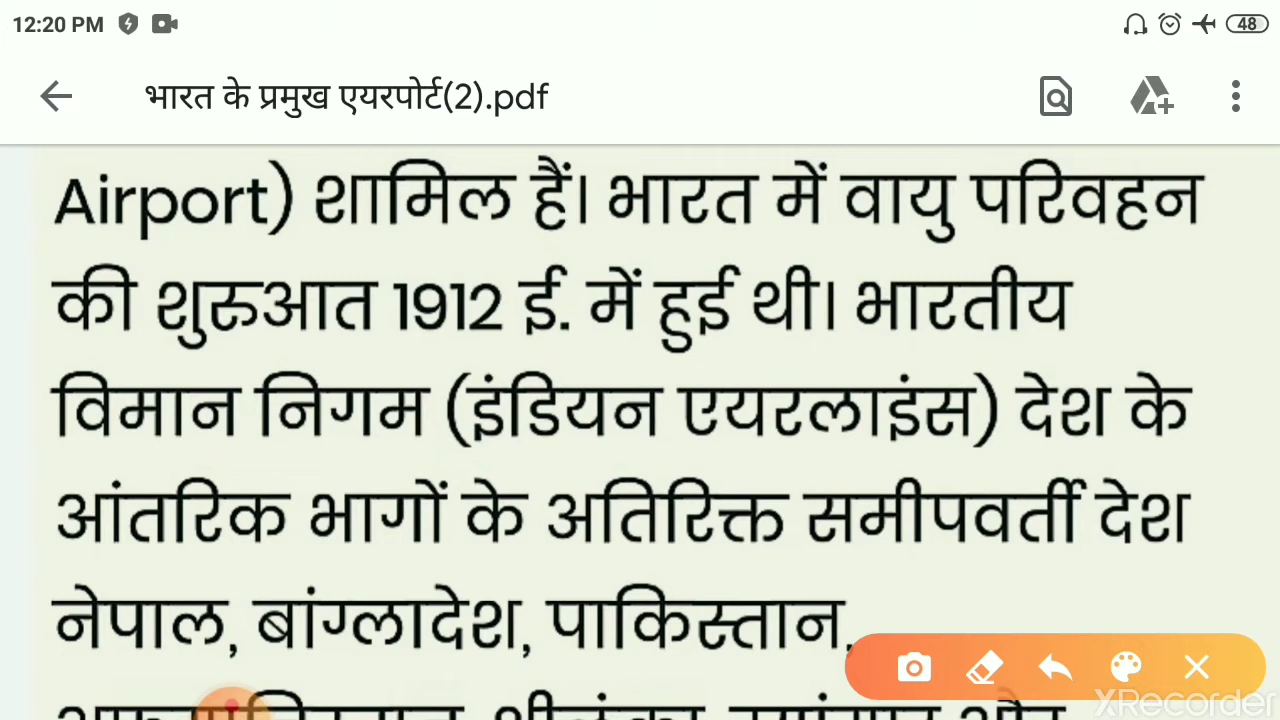 12:20 PM 48
भारत के प्रमुख एयरपोर्ट(2).pdf
Airport) शामिल हैं। भारत में वायु परिवहन
की शुरुआत 1912 ई. में हुई थी। भारतीय
विमान निगम (इंडियन एयरलाइंस) देश के
आंतरिक भागों के अतिरिक्त समीपवर्ती देश
नेपाल, बांग्लादेश, पाकिस्तान,
XRecorder